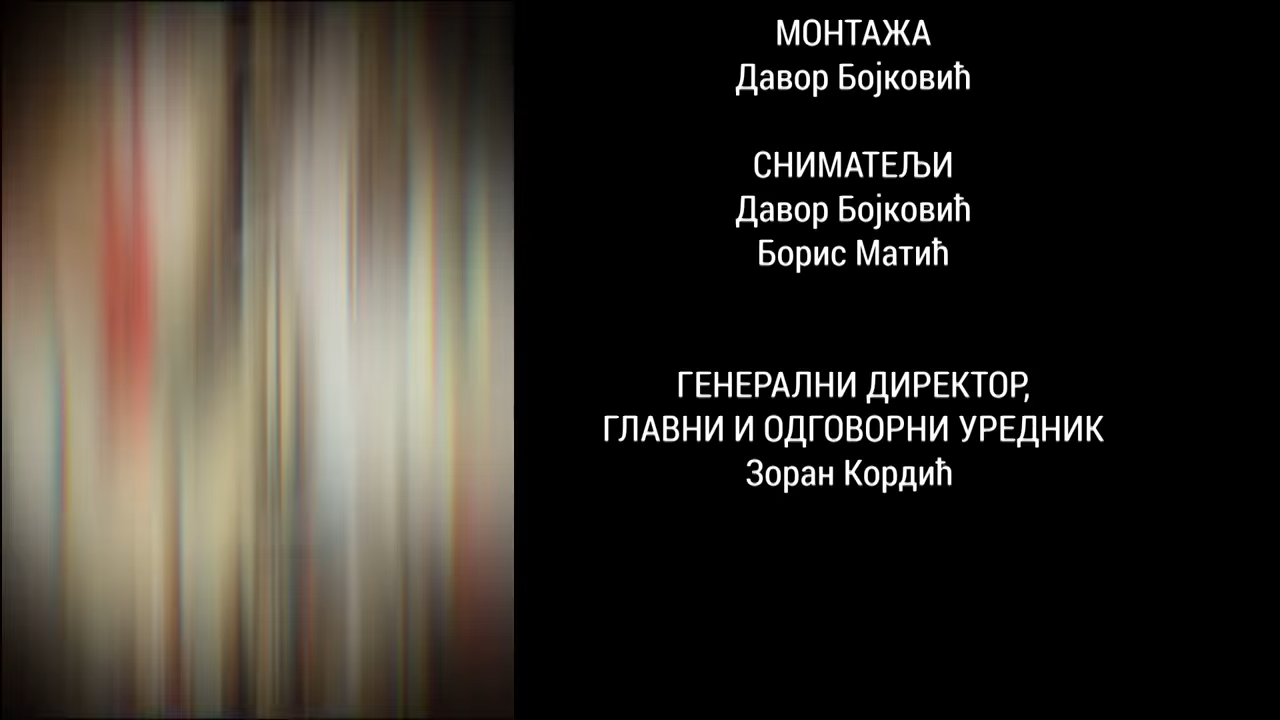 МОНТАЖА
Давор Бојковић
СНИМАТЕЉИ
Давор Бојковић
Борис Матић
ГЕНЕРАЛНИ ДИРЕКТОР,
ГЛАВНИ И ОДГОВОРНИ УРЕДНИК
Зоран Кордић